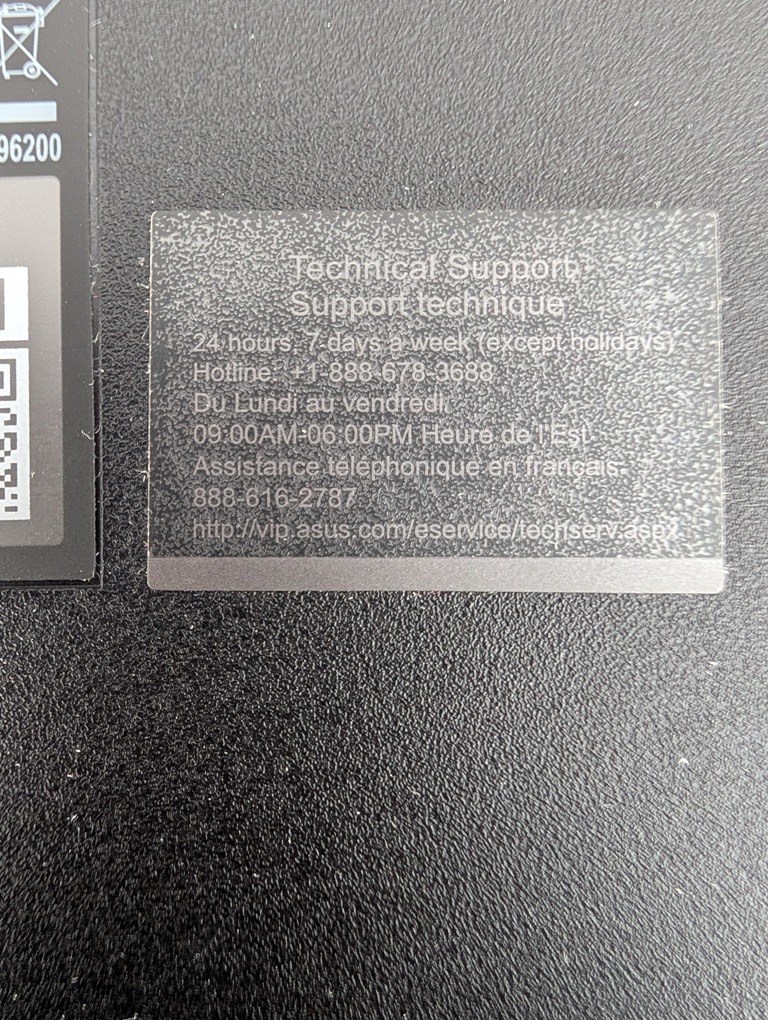 96200
Technical Support
Support technique
24 hours, 7 days a week (except holidays)
Hotline: +1-888-678-3688
Du Lundi au vendredi,
09:00AM-06:00PM Heure de l'Est
Assistance téléphonique en francais:
888-616-2787
http://vip.asus.com/eservice/techserv.aspx